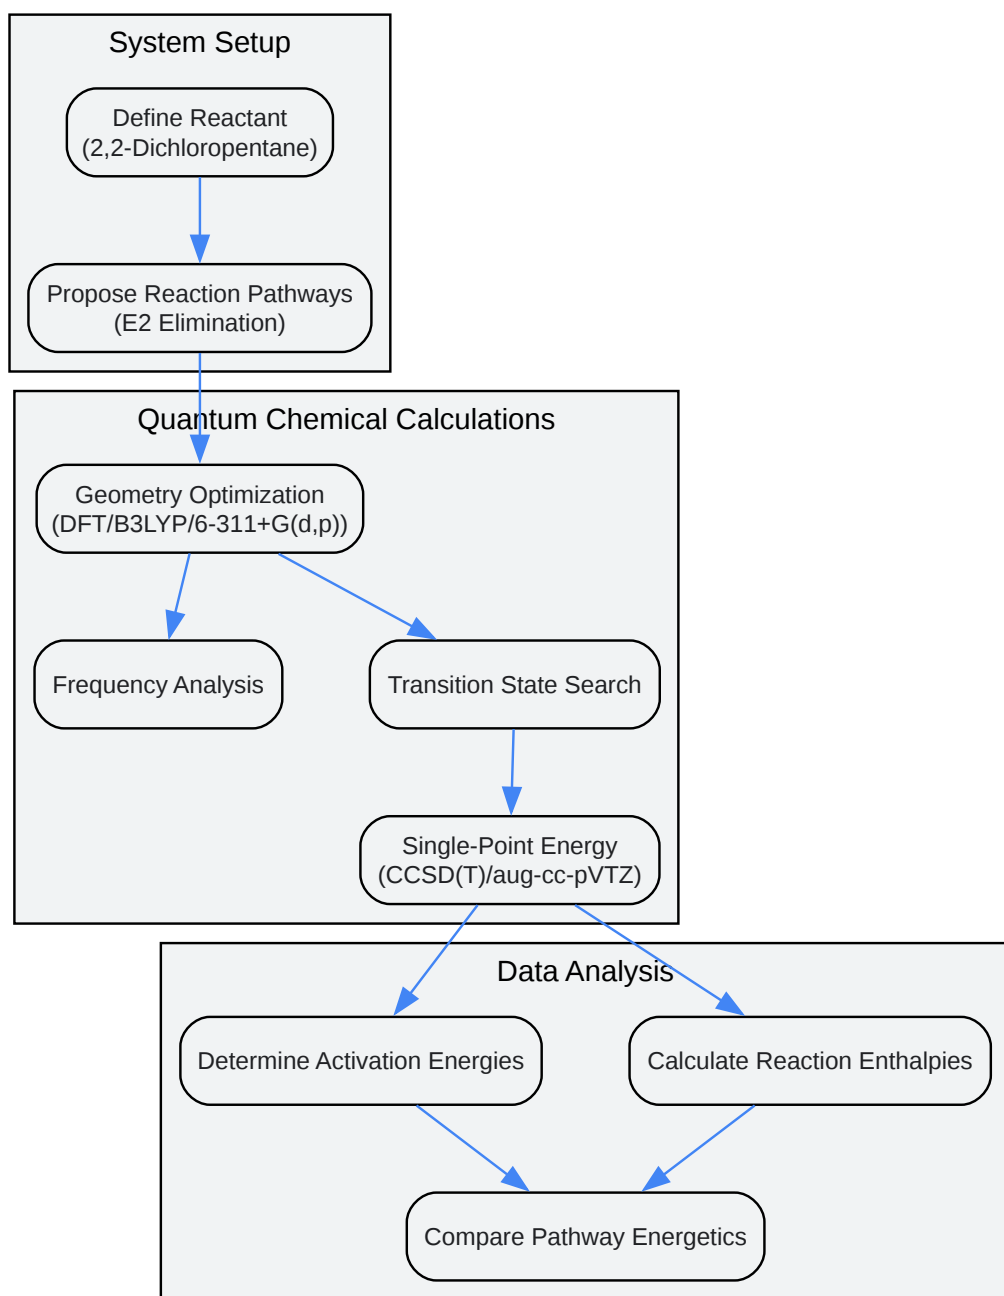 System Setup
Define Reactant
(2,2-Dichloropentane)
Propose Reaction Pathways
(E2 Elimination)
Quantum Chemical Calculations
Geometry Optimization
(DFT/B3LYP/6-311+G(d,p))
Frequency Analysis
Transition State Search
Single-Point Energy
(CCSD(T)/aug-cc-pVTZ)
Data Analysis
Determine Activation Energies
Calculate Reaction Enthalpies
Compare Pathway Energetics